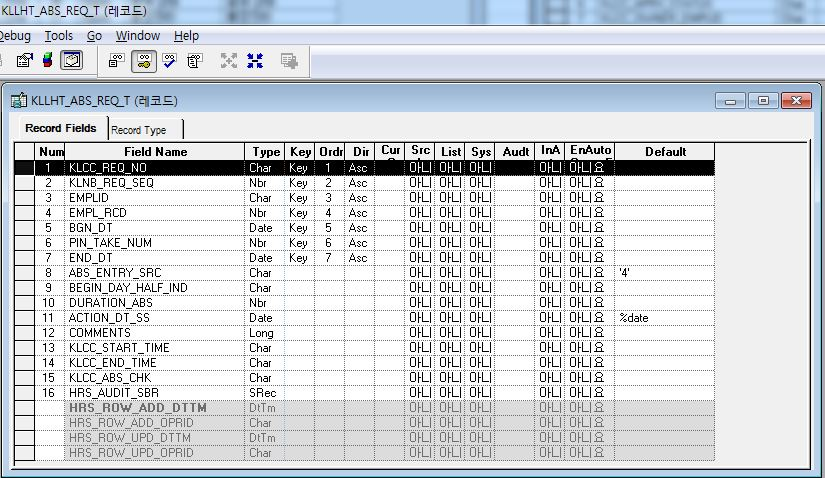 KLLHT_ABS_REQ_T (레코드)
Debug Tools Go Window Help
KLLHT_ABS_REQ_T (레코드)
Record Fields Record Type
Num Field Name Type Key Ordr Dir Cur Src List Sys Audt InA EnAuto Default
1 KLCC_REQ_NO Char Key 1 Asc 아니 아니 아니 아니 아니요
2 KLNB_REQ_SEQ Nbr Key 2 Asc 아니 아니 아니 아니 아니요
3 EMPLID Char Key 3 Asc 아니 아니 아니 아니 아니요
4 EMPL_RCD Nbr Key 4 Asc 아니 아니 아니 아니 아니요
5 BGN_DT Date Key 5 Asc 아니 아니 아니 아니 아니요
6 PIN_TAKE_NUM Nbr Key 6 Asc 아니 아니 아니 아니 아니요
7 END_DT Date Key 7 Asc 아니 아니 아니 아니 아니요
8 ABS_ENTRY_SRC Char 아니 아니 아니 아니 아니요 '4'
9 BEGIN_DAY_HALF_IND Char 아니 아니 아니 아니 아니요
10 DURATION_ABS Nbr 아니 아니 아니 아니 아니요
11 ACTION_DT_SS Date 아니 아니 아니 아니 아니요 %date
12 COMMENTS Long 아니 아니 아니 아니 아니요
13 KLCC_START_TIME Char 아니 아니 아니 아니 아니요
14 KLCC_END_TIME Char 아니 아니 아니 아니 아니요
15 KLCC_ABS_CHK Char 아니 아니 아니 아니 아니요
16 HRS_AUDIT_SBR SRec 아니 아니 아니 아니 아니요
HRS_ROW_ADD_DTTM DtTm 아니 아니 아니 아니 아니요
HRS_ROW_ADD_OPRID Char 아니 아니 아니 아니 아니요
HRS_ROW_UPD_DTTM DtTm 아니 아니 아니 아니 아니요
HRS_ROW_UPD_OPRID Char 아니 아니 아니 아니 아니요